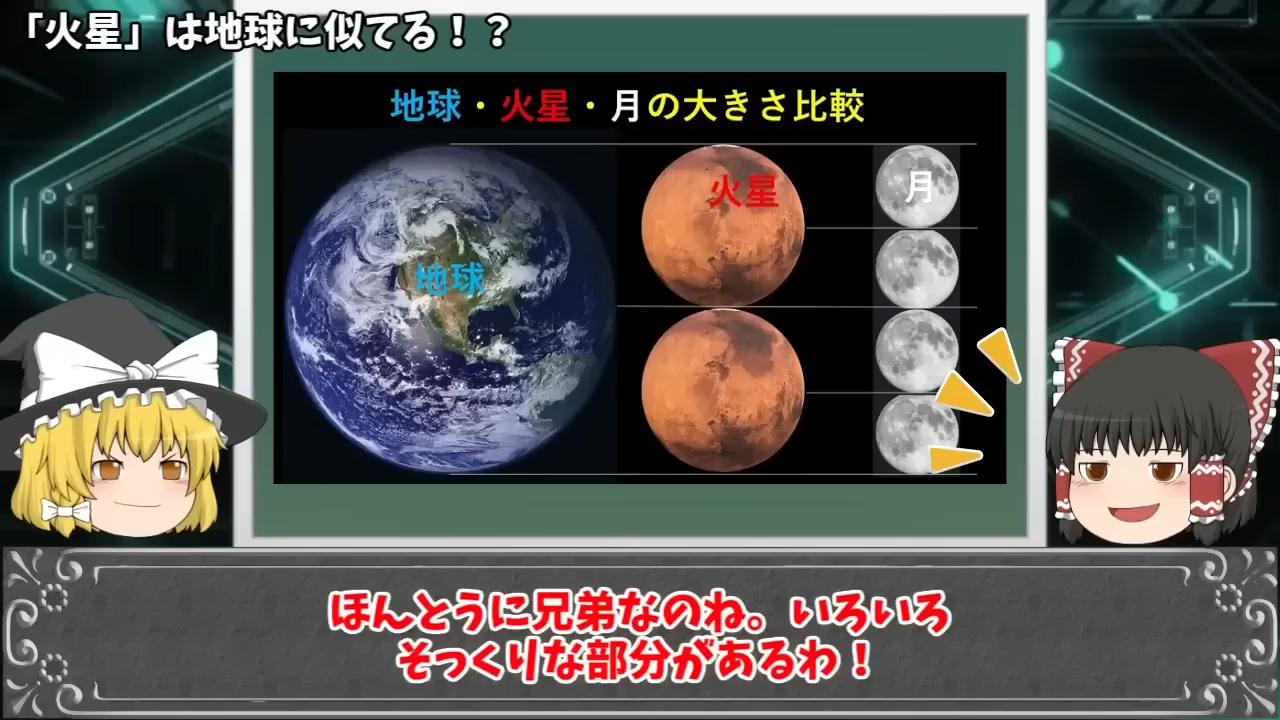 「火星」は地球に似てる！？
地球・火星・月の大きさ比較
地球
火星
月
ほんとうに兄弟なのね。いろいろ
そっくりな部分があるわ！